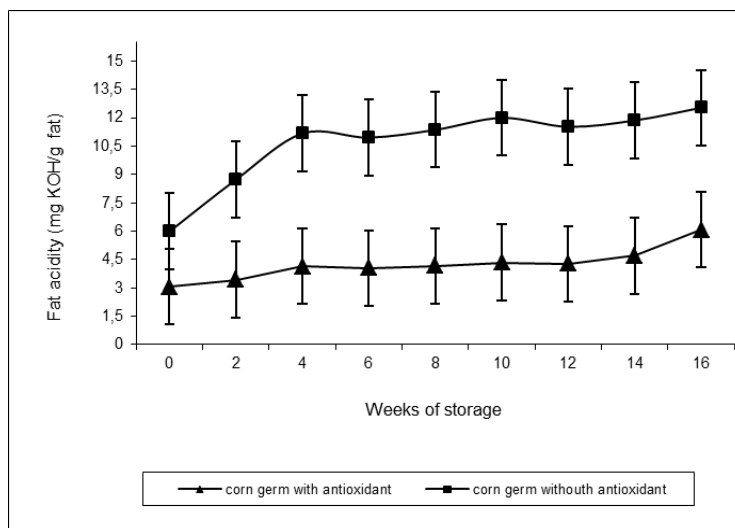 Fat acidity (mg KOH/g fat)
15
13,5
12
10,5
9
7,5
6
4,5
3
1,5
0
0 2 4 6 8 10 12 14 16
Weeks of storage
corn germ with antioxidant corn germ withouth antioxidant